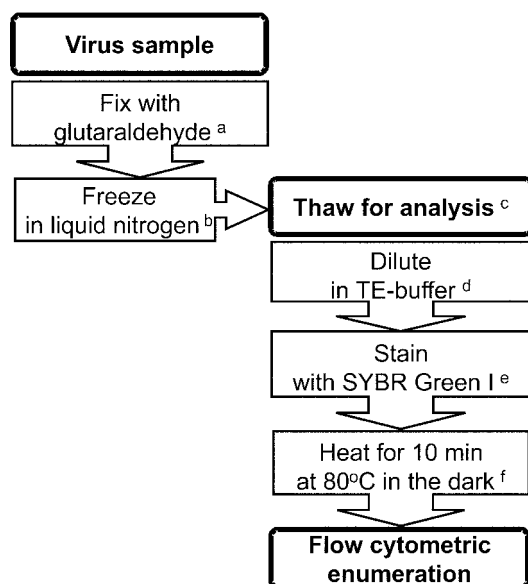 Virus sample
Fix with
glutaraldehyde a
Freeze
in liquid nitrogen b
Thaw for analysis c
Dilute
in TE-buffer d
Stain
with SYBR Green I e
Heat for 10 min
at 80oC in the dark f
Flow cytometric
enumeration